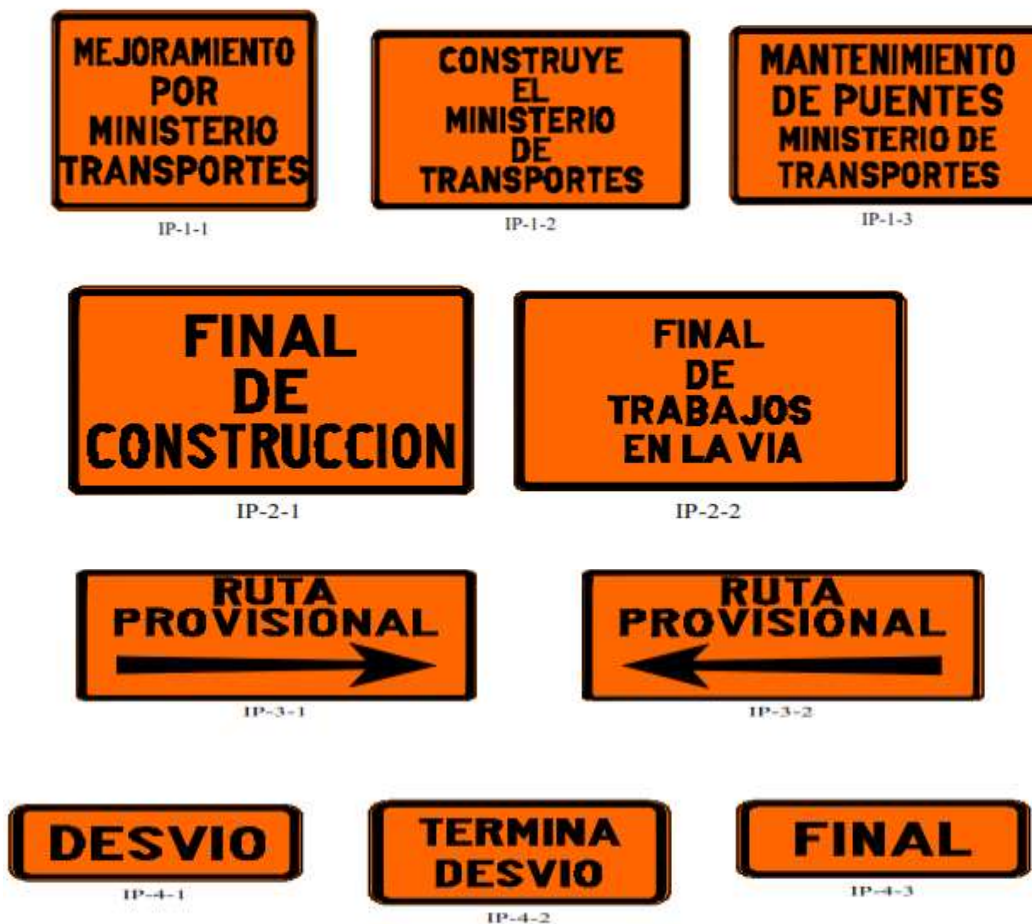 MEJORAMIENTO
POR
MINISTERIO
TRANSPORTES
IP-1-1
CONSTRUYE
EL
MINISTERIO
DE
TRANSPORTES
IP-1-2
MANTENIMIENTO
DE PUENTES
MINISTERIO DE
TRANSPORTES
IP-1-3
FINAL
DE
CONSTRUCCION
IP-2-1
FINAL
DE
TRABAJOS
EN LA VIA
IP-2-2
RUTA
PROVISIONAL
IP-3-1
RUTA
PROVISIONAL
IP-3-2
DESVIO
IP-4-1
TERMINA
DESVIO
IP-4-2
FINAL
IP-4-3